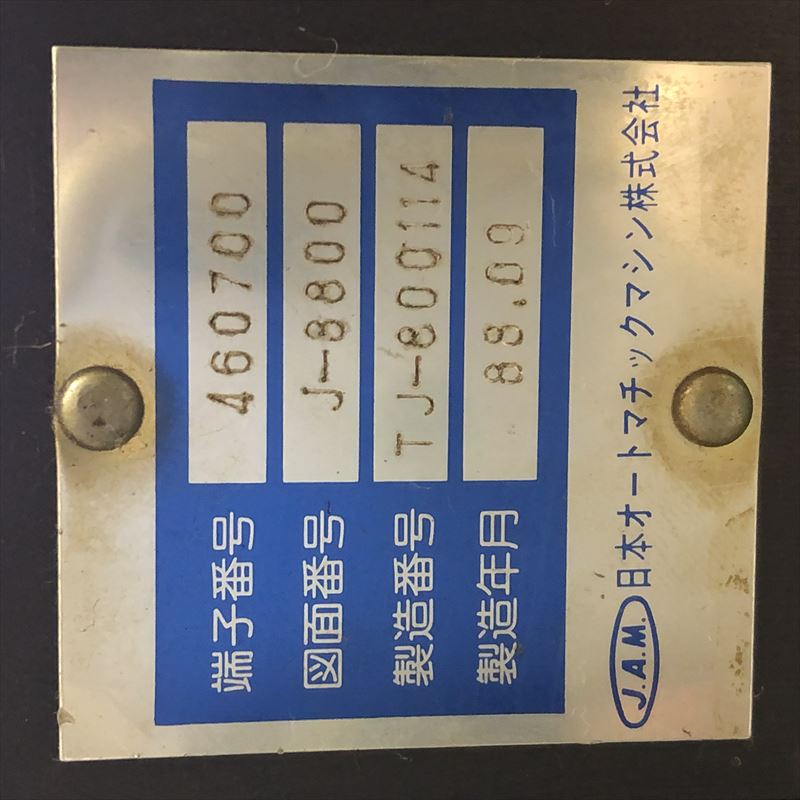 端子番号 460700
図面番号 J-8800
製造番号 TJ-800114
製造年月 88.09
J.A.M. 日本オートマチックマシン株式会社